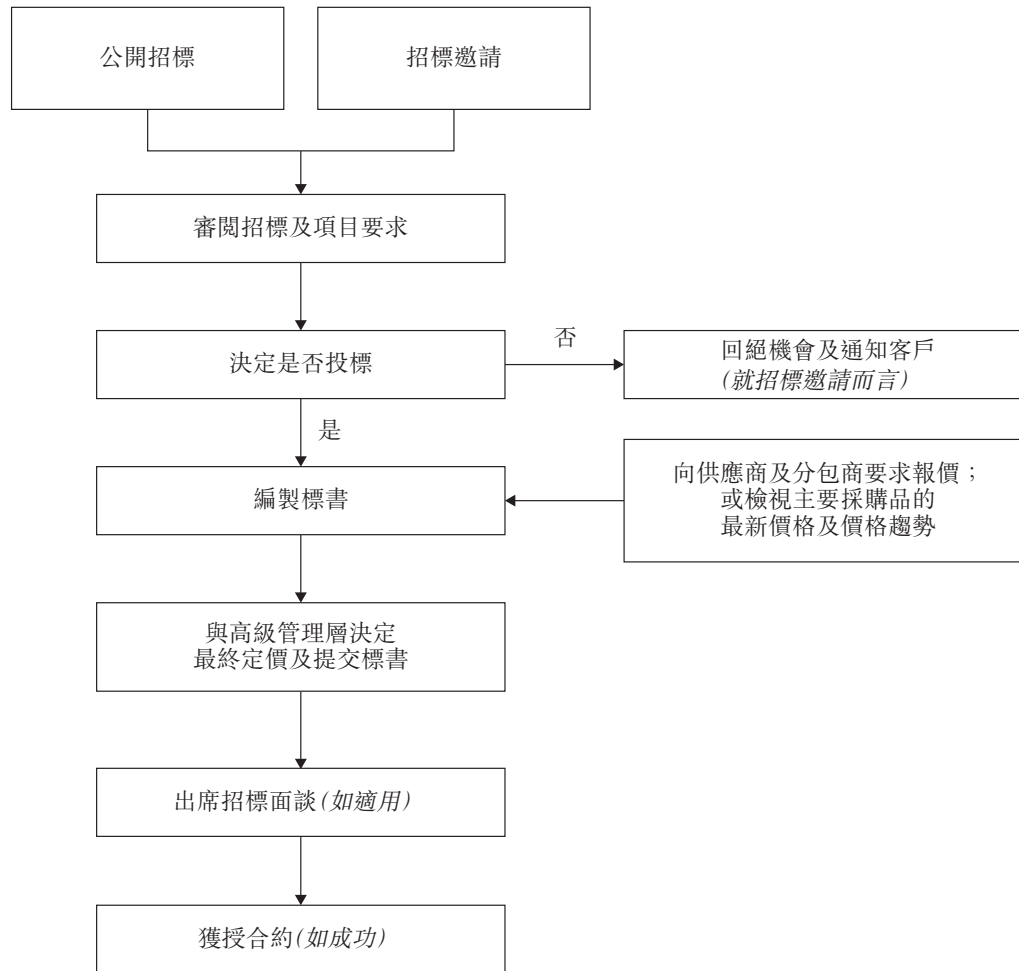 公開招標
招標邀請
審閱招標及項目要求
決定是否投標
否
回絕機會及通知客戶
(就招標邀請而言)
是
編製標書
向供應商及分包商要求報價；
或檢視主要採購品的
最新價格及價格趨勢
與高級管理層決定
最終定價及提交標書
出席招標面談(如適用)
獲授合約(如成功)